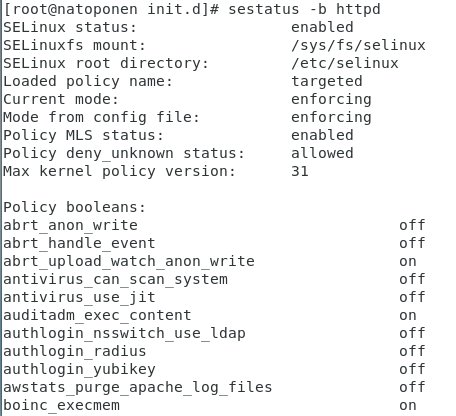 [root@natoponen init.d]# sestatus -b httpd
SELinux status:                 enabled
SELinuxfs mount:                /sys/fs/selinux
SELinux root directory:         /etc/selinux
Loaded policy name:             targeted
Current mode:                   enforcing
Mode from config file:          enforcing
Policy MLS status:              enabled
Policy deny_unknown status:     allowed
Max kernel policy version:      31

Policy booleans:
abrt_anon_write                             off
abrt_handle_event                           off
abrt_upload_watch_anon_write                on
antivirus_can_scan_system                   off
antivirus_use_jit                           off
auditadm_exec_content                       on
authlogin_nsswitch_use_ldap                 off
authlogin_radius                            off
authlogin_yubikey                           off
awstats_purge_apache_log_files              off
boinc_execmem                               on